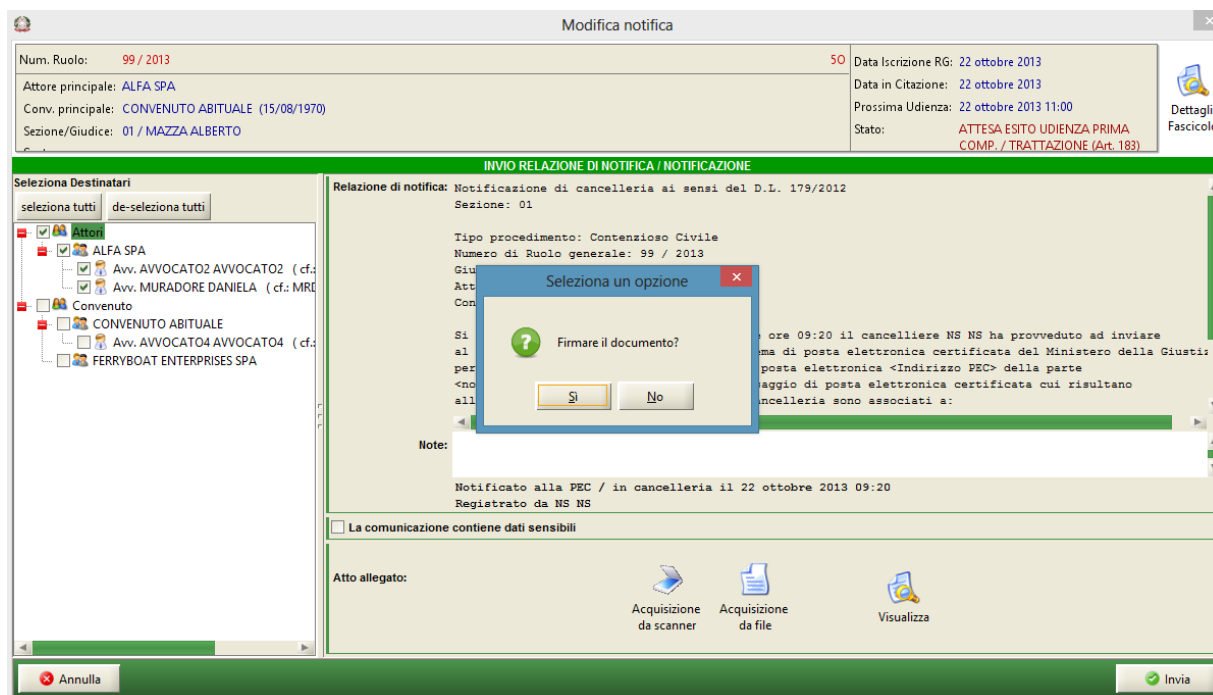 Modifica notifica
Num. Ruolo: 99 / 2013 SO
Attore principale: ALFA SPA
Conv. principale: CONVENUTO ABITUALE (15/08/1970)
Sezione/Giudice: 01 / MAZZA ALBERTO
Data Iscrizione RG: 22 ottobre 2013
Data in Citazione: 22 ottobre 2013
Prossima Udienza: 22 ottobre 2013 11:00
Stato: ATTESA ESITO UDIENZA PRIMA
COMP. / TRATTAZIONE (Art. 183)
Dettagli
Fascicolo
INVIO RELAZIONE DI NOTIFICA / NOTIFICAZIONE
Seleziona Destinatari
seleziona tutti de-seleziona tutti
Attori
ALFA SPA
Avv. AVVOCATO2 AVVOCATO2 ( cf.:
Avv. MURADORE DANIELA ( cf.: MRD
Convenuto
CONVENUTO ABITUALE
Avv. AVVOCATO4 AVVOCATO4 ( cf.:
FERRYBOAT ENTERPRISES SPA
Relazione di notifica: Notificazione di cancelleria ai sensi del D.L. 179/2012
Sezione: 01
Tipo procedimento: Contenzioso Civile
Numero di Ruolo generale: 99 / 2013
Giu
Att
Con
Si ore 09:20 il cancelliere NS NS ha provveduto ad inviare
al ema di posta elettronica certificata del Ministero della Giustiz
per posta elettronica <Indirizzo PEC> della parte
<no aggio di posta elettronica certificata cui risultano
all ancelleria sono associati a:
Seleziona un opzione
Firmare il documento?
Sì No
Note:
Notificato alla PEC / in cancelleria il 22 ottobre 2013 09:20
Registrato da NS NS
La comunicazione contiene dati sensibili
Atto allegato:
Acquisizione
da scanner
Acquisizione
da file
Visualizza
Annulla Invia